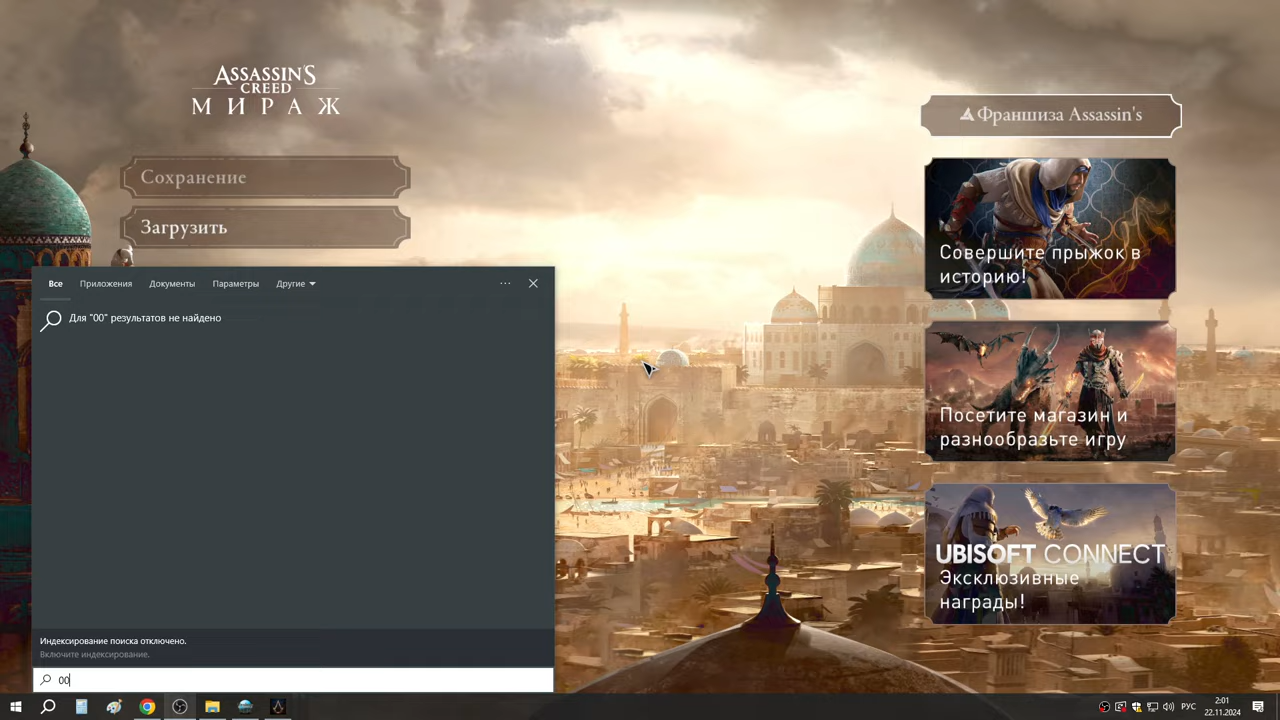 ASSASSIN'S
CREED
МИРАЖ
Сохранение
Загрузить
Франшиза Assassin's
Совершите прыжок в
историю!
Посетите магазин и
разнообразьте игру
UBISOFT CONNECT
Эксклюзивные
награды!
Все Приложения Документы Параметры Другие
Для "00" результатов не найдено
Индексирование поиска отключено.
Включите индексирование.
00
РУС
2:01
22.11.2024